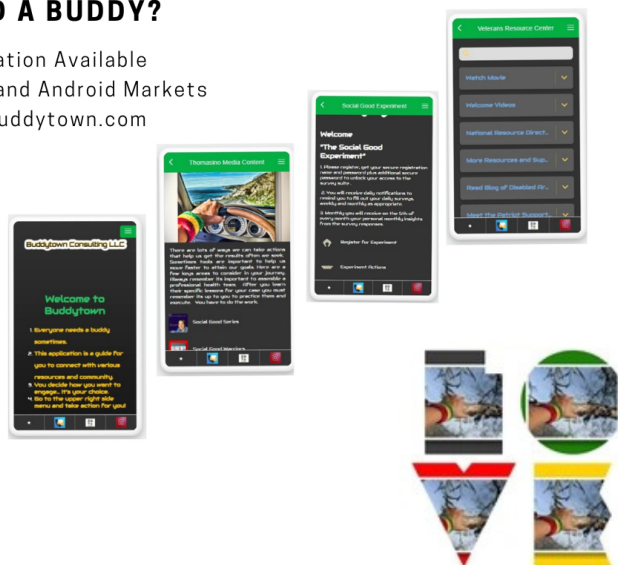 D A BUDDY?
ation Available
and Android Markets
uddytown.com
Veterans Resource Center
Watch Movie
Welcome Videos
National Resource Direct..
More Resources and Sup..
Read Blog of Disabled Fir..
Meet the Patriot Support..
Social Good Experiment
Welcome
"The Social Good
Experiment"
1. Please register, get your secure registration
name and password plus additional secure
password to unlock your access to the
survey suite.
2. You will receive daily notifications to
remind you to fill out your daily surveys,
weekly and monthly as appropriate.
3. Monthly you will receive on the 5th of
every month your personal monthly insights
from the survey responses.
Register for Experiment
Experiment Actions
Thomasino Media Content
There are lots of ways we can take actions
that help us get the results often we seek.
Sometimes tools are important to help us
move faster to attain our goals. Here are a
few key areas to consider in your journey.
Always remember its important to assemble a
professional health team. After you learn
their specific lessons for your case you must
remember its up to you to practice them and
execute. You have to do the work.
Social Good Series
Social Good Warriors
Buddytown Consulting LLC
Welcome to
Buddytown
1. Everyone needs a buddy
sometimes.
2. This application is a guide for
you to connect with various
resources and community.
3. You decide how you want to
engage.. it's your choice.
4. Go to the upper right side
menu and take action for you!